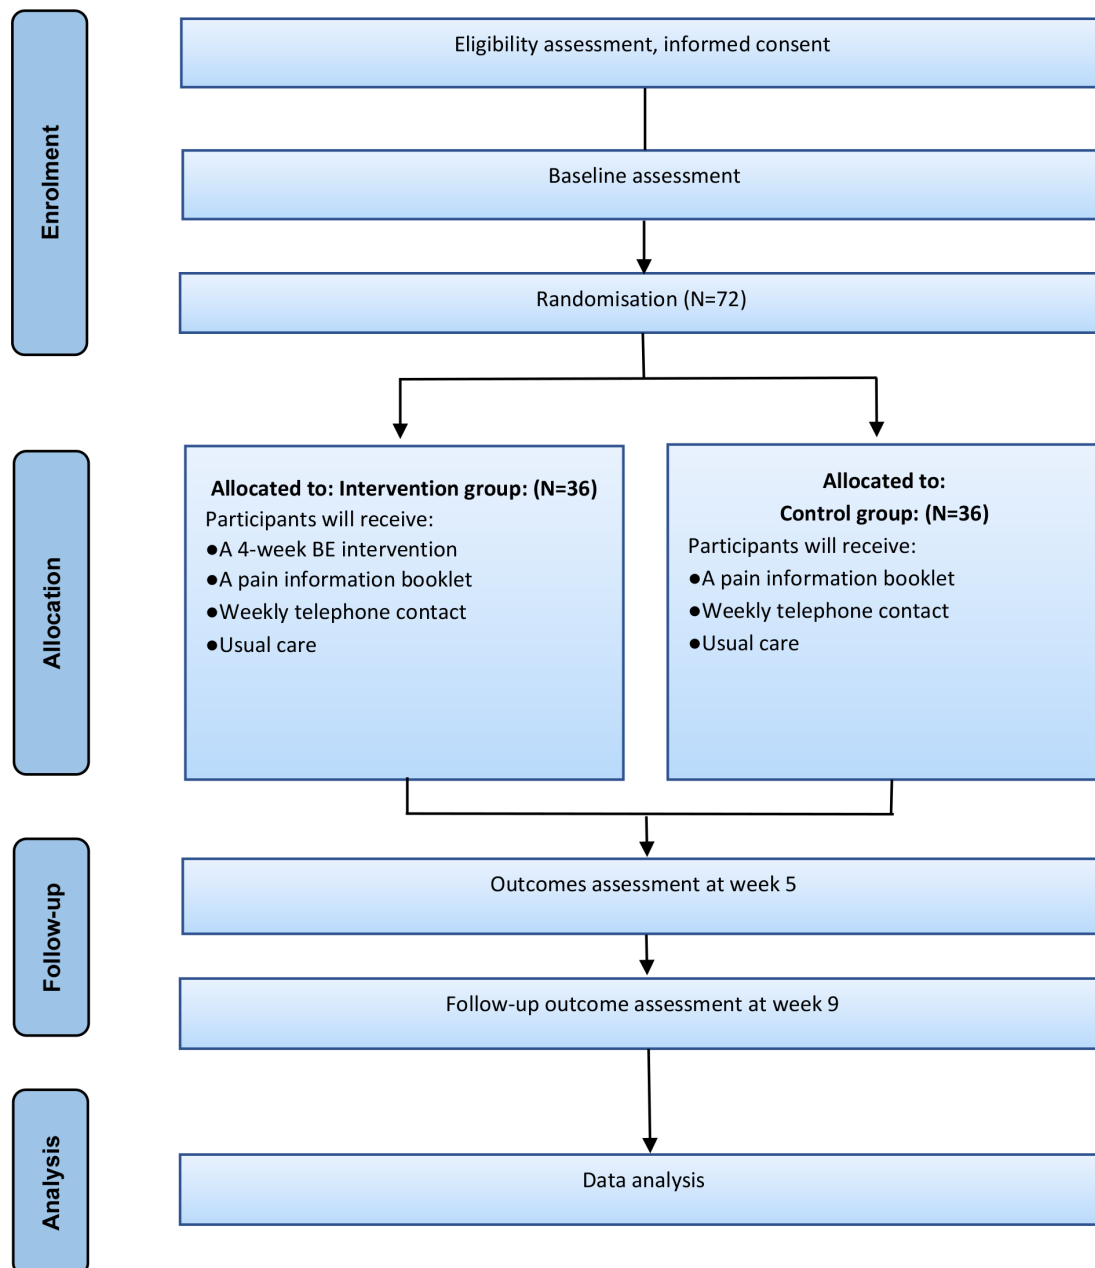 Enrolment
Eligibility assessment, informed consent
Baseline assessment
Randomisation (N=72)
Allocation
Allocated to: Intervention group: (N=36)
Participants will receive:
●A 4-week BE intervention
●A pain information booklet
●Weekly telephone contact
●Usual care
Allocated to:
Control group: (N=36)
Participants will receive:
●A pain information booklet
●Weekly telephone contact
●Usual care
Follow-up
Outcomes assessment at week 5
Follow-up outcome assessment at week 9
Analysis
Data analysis